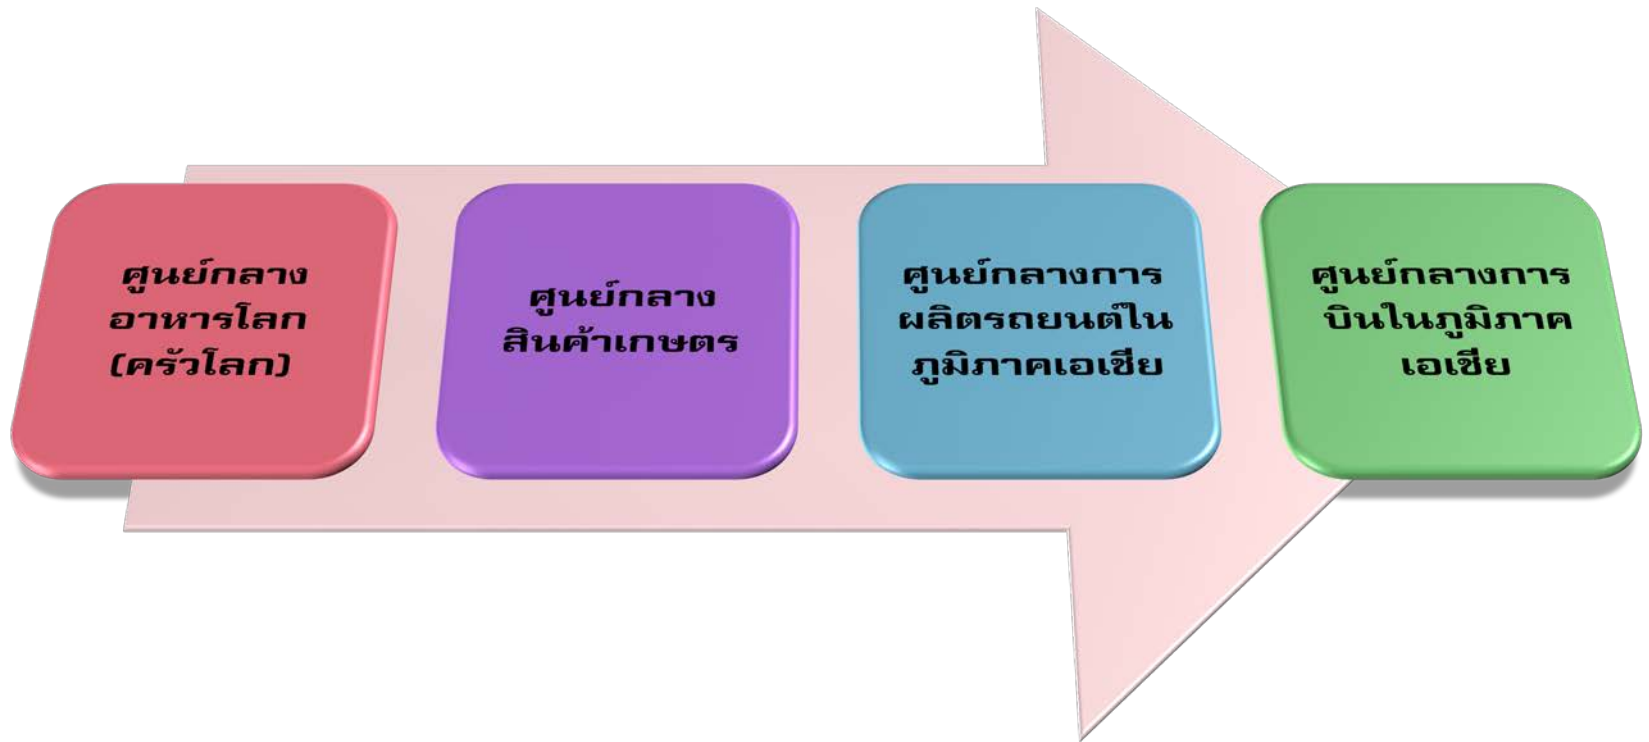 ศูนย์กลาง
อาหารโลก
(ครัวโลก)
ศูนย์กลาง
สินค้าเกษตร
ศูนย์กลางการ
ผลิตรถยนต์ใน
ภูมิภาคเอเชีย
ศูนย์กลางการ
บินในภูมิภาค
เอเชีย